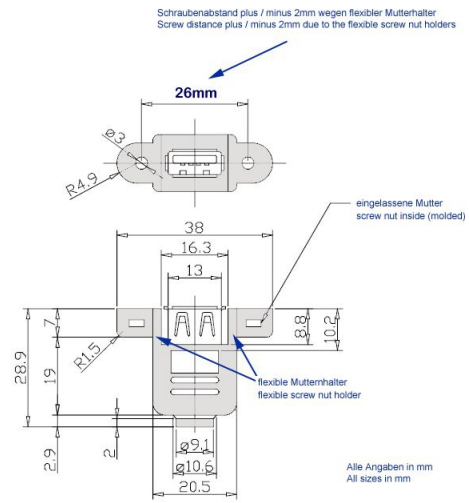 Schraubenabstand plus / minus 2mm wegen flexibler Mutterhalter
Screw distance plus / minus 2mm due to the flexible screw nut holders
26mm
ø3
R4.9
eingelassene Mutter
screw nut inside (molded)
38
16.3
13
7
8.8
10.2
R1.5
28.9
19
flexible Mutternhalter
flexible screw nut holder
2.9
2
ø9.1
ø10.6
20.5
Alle Angaben in mm
All sizes in mm